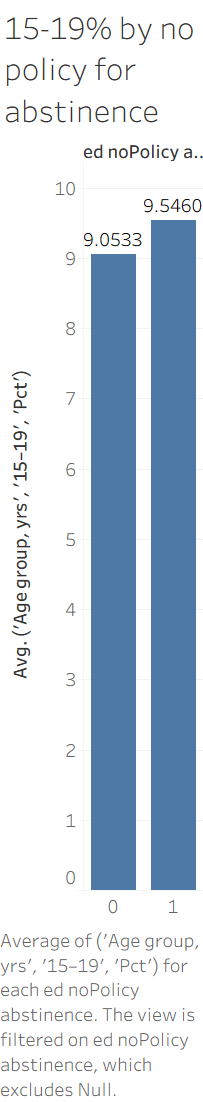 15-19% by no
policy for
abstinence
ed noPolicy a..
10
9.5460
9.0533
9
8
7
6
5
4
3
2
1
0
Avg. ('Age group, yrs', '15–19', 'Pct')
0 1
Average of ('Age group,
yrs', '15–19', 'Pct') for
each ed noPolicy
abstinence. The view is
filtered on ed noPolicy
abstinence, which
excludes Null.